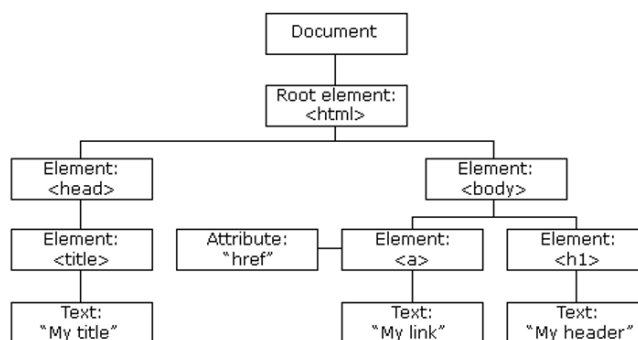 Document
Root element:
<html>
Element:
<head>
Element:
<body>
Element:
<title>
Attribute:
"href"
Element:
<a>
Element:
<h1>
Text:
"My title"
Text:
"My link"
Text:
"My header"